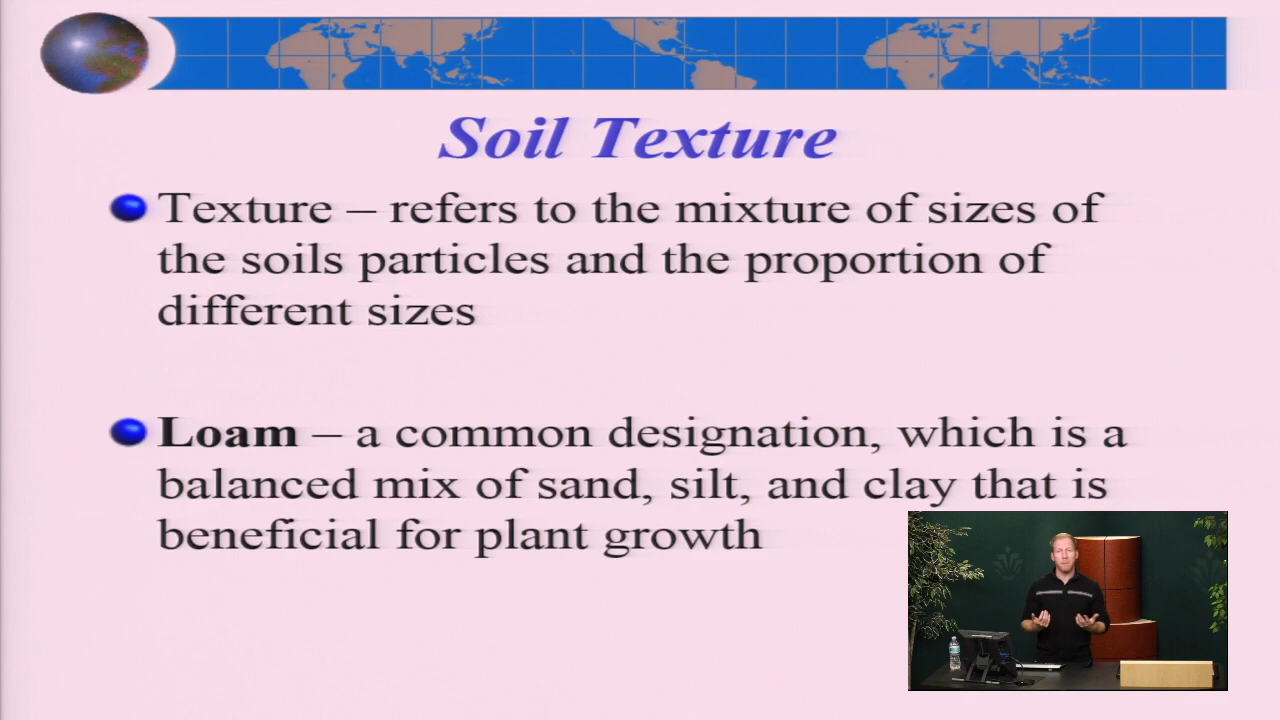 Soil Texture
Texture – refers to the mixture of sizes of
the soils particles and the proportion of
different sizes
Loam – a common designation, which is a
balanced mix of sand, silt, and clay that is
beneficial for plant growth